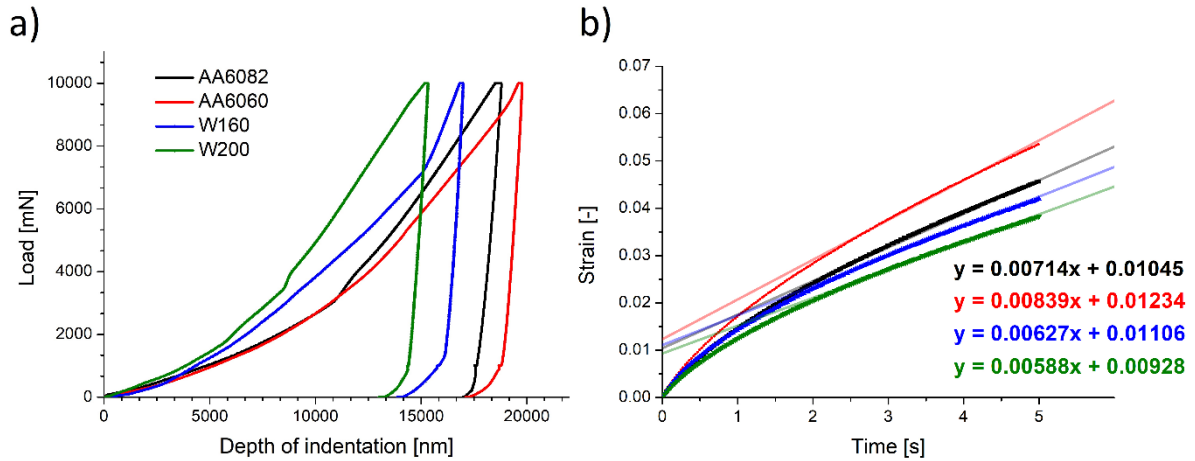 a)
AA6082
AA6060
W160
W200
10000
8000
6000
4000
2000
0
Load [mN]
0 5000 10000 15000 20000
Depth of indentation [nm]
b)
0.07
0.06
0.05
0.04
0.03
0.02
0.01
0.00
Strain [-]
y = 0.00714x + 0.01045
y = 0.00839x + 0.01234
y = 0.00627x + 0.01106
y = 0.00588x + 0.00928
0 1 2 3 4 5
Time [s]